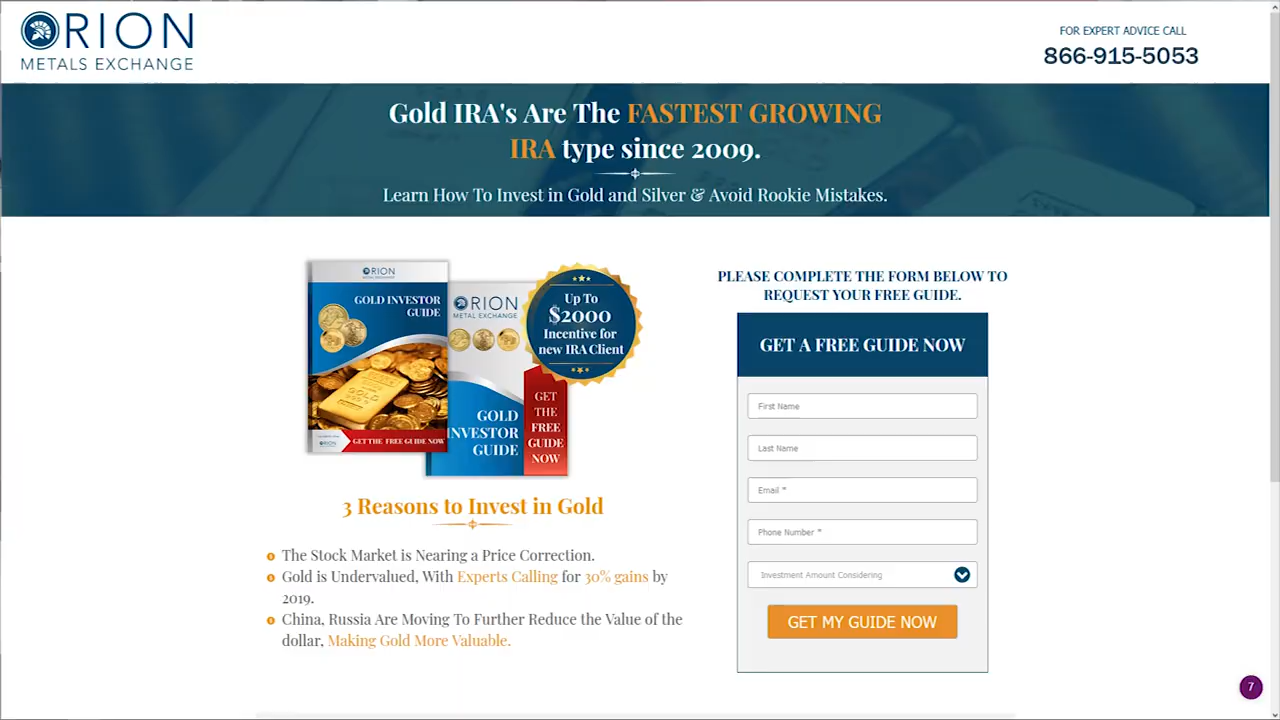 ORION
METALS EXCHANGE
FOR EXPERT ADVICE CALL
866-915-5053
Gold IRA's Are The FASTEST GROWING
IRA type since 2009.
Learn How To Invest in Gold and Silver & Avoid Rookie Mistakes.
ORION
GOLD INVESTOR
GUIDE
GOLD
ORION
GET THE FREE GUIDE NOW
ORION
METAL EXCHANGE
GOLD
INVESTOR
GUIDE
GET
THE
FREE
GUIDE
NOW
Up To
$2000
Incentive for
new IRA Client
3 Reasons to Invest in Gold
The Stock Market is Nearing a Price Correction.
Gold is Undervalued, With Experts Calling for 30% gains by
2019.
China, Russia Are Moving To Further Reduce the Value of the
dollar, Making Gold More Valuable.
PLEASE COMPLETE THE FORM BELOW TO
REQUEST YOUR FREE GUIDE.
GET A FREE GUIDE NOW
First Name
Last Name
Email *
Phone Number *
Investment Amount Considering
GET MY GUIDE NOW
7